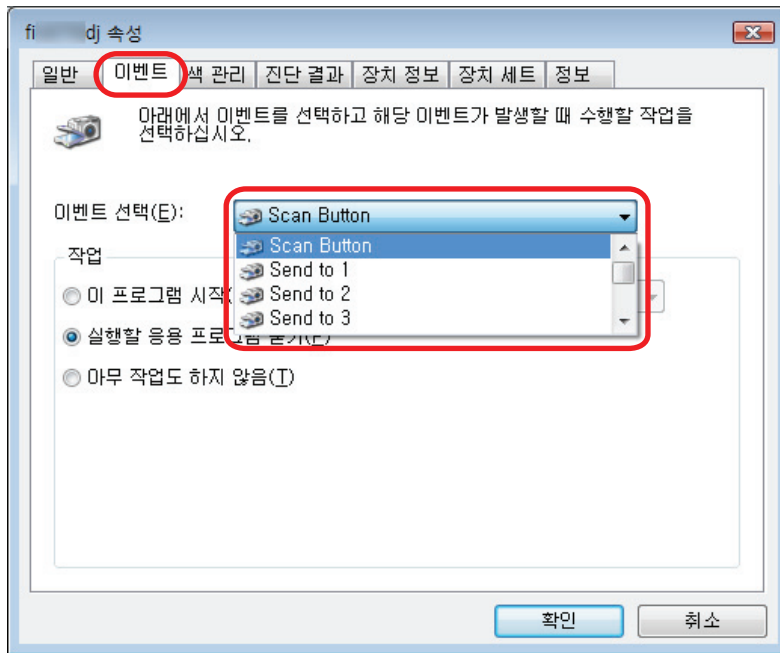 fi dj 속성
일반 이벤트 색 관리 진단 결과 장치 정보 장치 세트 정보
아래에서 이벤트를 선택하고 해당 이벤트가 발생할 때 수행할 작업을
선택하십시오.
이벤트 선택(E): Scan Button
Scan Button
작업
Send to 1
이 프로그램 시작( Send to 2
Send to 3
실행할 응용 프로그램 묻기(P)
아무 작업도 하지 않음(T)
확인 취소